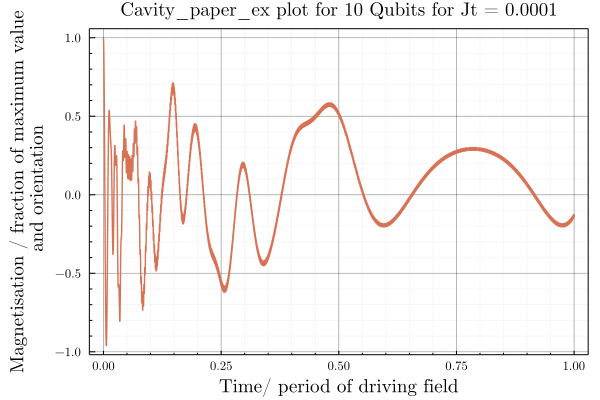 Cavity_paper_ex plot for 10 Qubits for Jt = 0.0001
Magnetisation / fraction of maximum value
and orientation
1.0
0.5
0.0
−0.5
−1.0
0.00 0.25 0.50 0.75 1.00
Time/ period of driving field